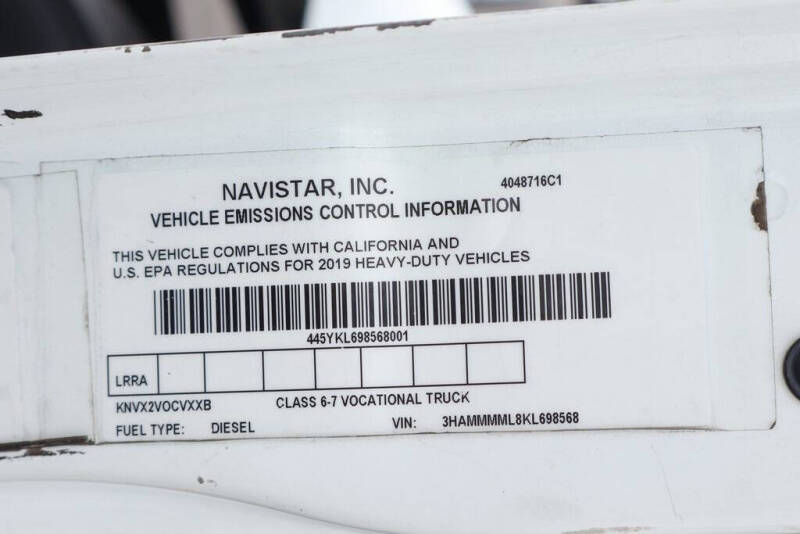 NAVISTAR, INC.
4048716C1
VEHICLE EMISSIONS CONTROL INFORMATION
THIS VEHICLE COMPLIES WITH CALIFORNIA AND
U.S. EPA REGULATIONS FOR 2019 HEAVY-DUTY VEHICLES
445YKL698568001
LRRA
KNVX2VOCVXXB CLASS 6-7 VOCATIONAL TRUCK
FUEL TYPE: DIESEL VIN: 3HAMMMML8KL698568